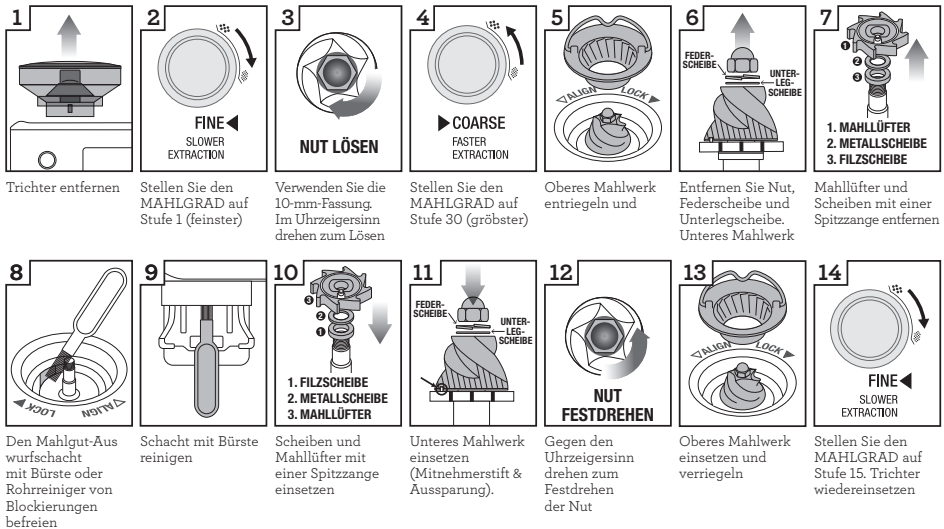 1
Trichter entfernen
2
FINE◀
SLOWER
EXTRACTION
Stellen Sie den
MAHLGRAD auf
Stufe 1 (feinster)
3
NUT LÖSEN
Verwenden Sie die
10-mm-Fassung.
Im Uhrzeigersinn
drehen zum Lösen
4
▶COARSE
FASTER
EXTRACTION
Stellen Sie den
MAHLGRAD auf
Stufe 30 (gröbster)
5
▽ALIGN LOCK▶
Oberes Mahlwerk
entriegeln und
6
FEDER-
SCHEIBE
UNTER-
LEG-
SCHEIBE
Entfernen Sie Nut,
Federscheibe und
Unterlegscheibe.
Unteres Mahlwerk
7
1
2
3
1. MAHLLÜFTER
2. METALLSCHEIBE
3. FILZSCHEIBE
Mahllüfter und
Scheiben mit einer
Spitzzange entfernen
8
LOCK▶ ▽ALIGN
Den Mahlgut-Aus
wurfschacht
mit Bürste oder
Rohrreiniger von
Blockierungen
befreien
9
Schacht mit Bürste
reinigen
10
3
2
1
1. FILZSCHEIBE
2. METALLSCHEIBE
3. MAHLLÜFTER
Scheiben und
Mahllüfter mit
einer Spitzzange
einsetzen
11
FEDER-
SCHEIBE
UNTER-
LEG-
SCHEIBE
Unteres Mahlwerk
einsetzen
(Mitnehmerstift &
Aussparung).
12
NUT
FESTDREHEN
Gegen den
Uhrzeigersinn
drehen zum
Festdrehen
der Nut
13
▽ALIGN LOCK▶
Oberes Mahlwerk
einsetzen und
verriegeln
14
FINE◀
SLOWER
EXTRACTION
Stellen Sie den
MAHLGRAD auf
Stufe 15. Trichter
wiedereinsetzen